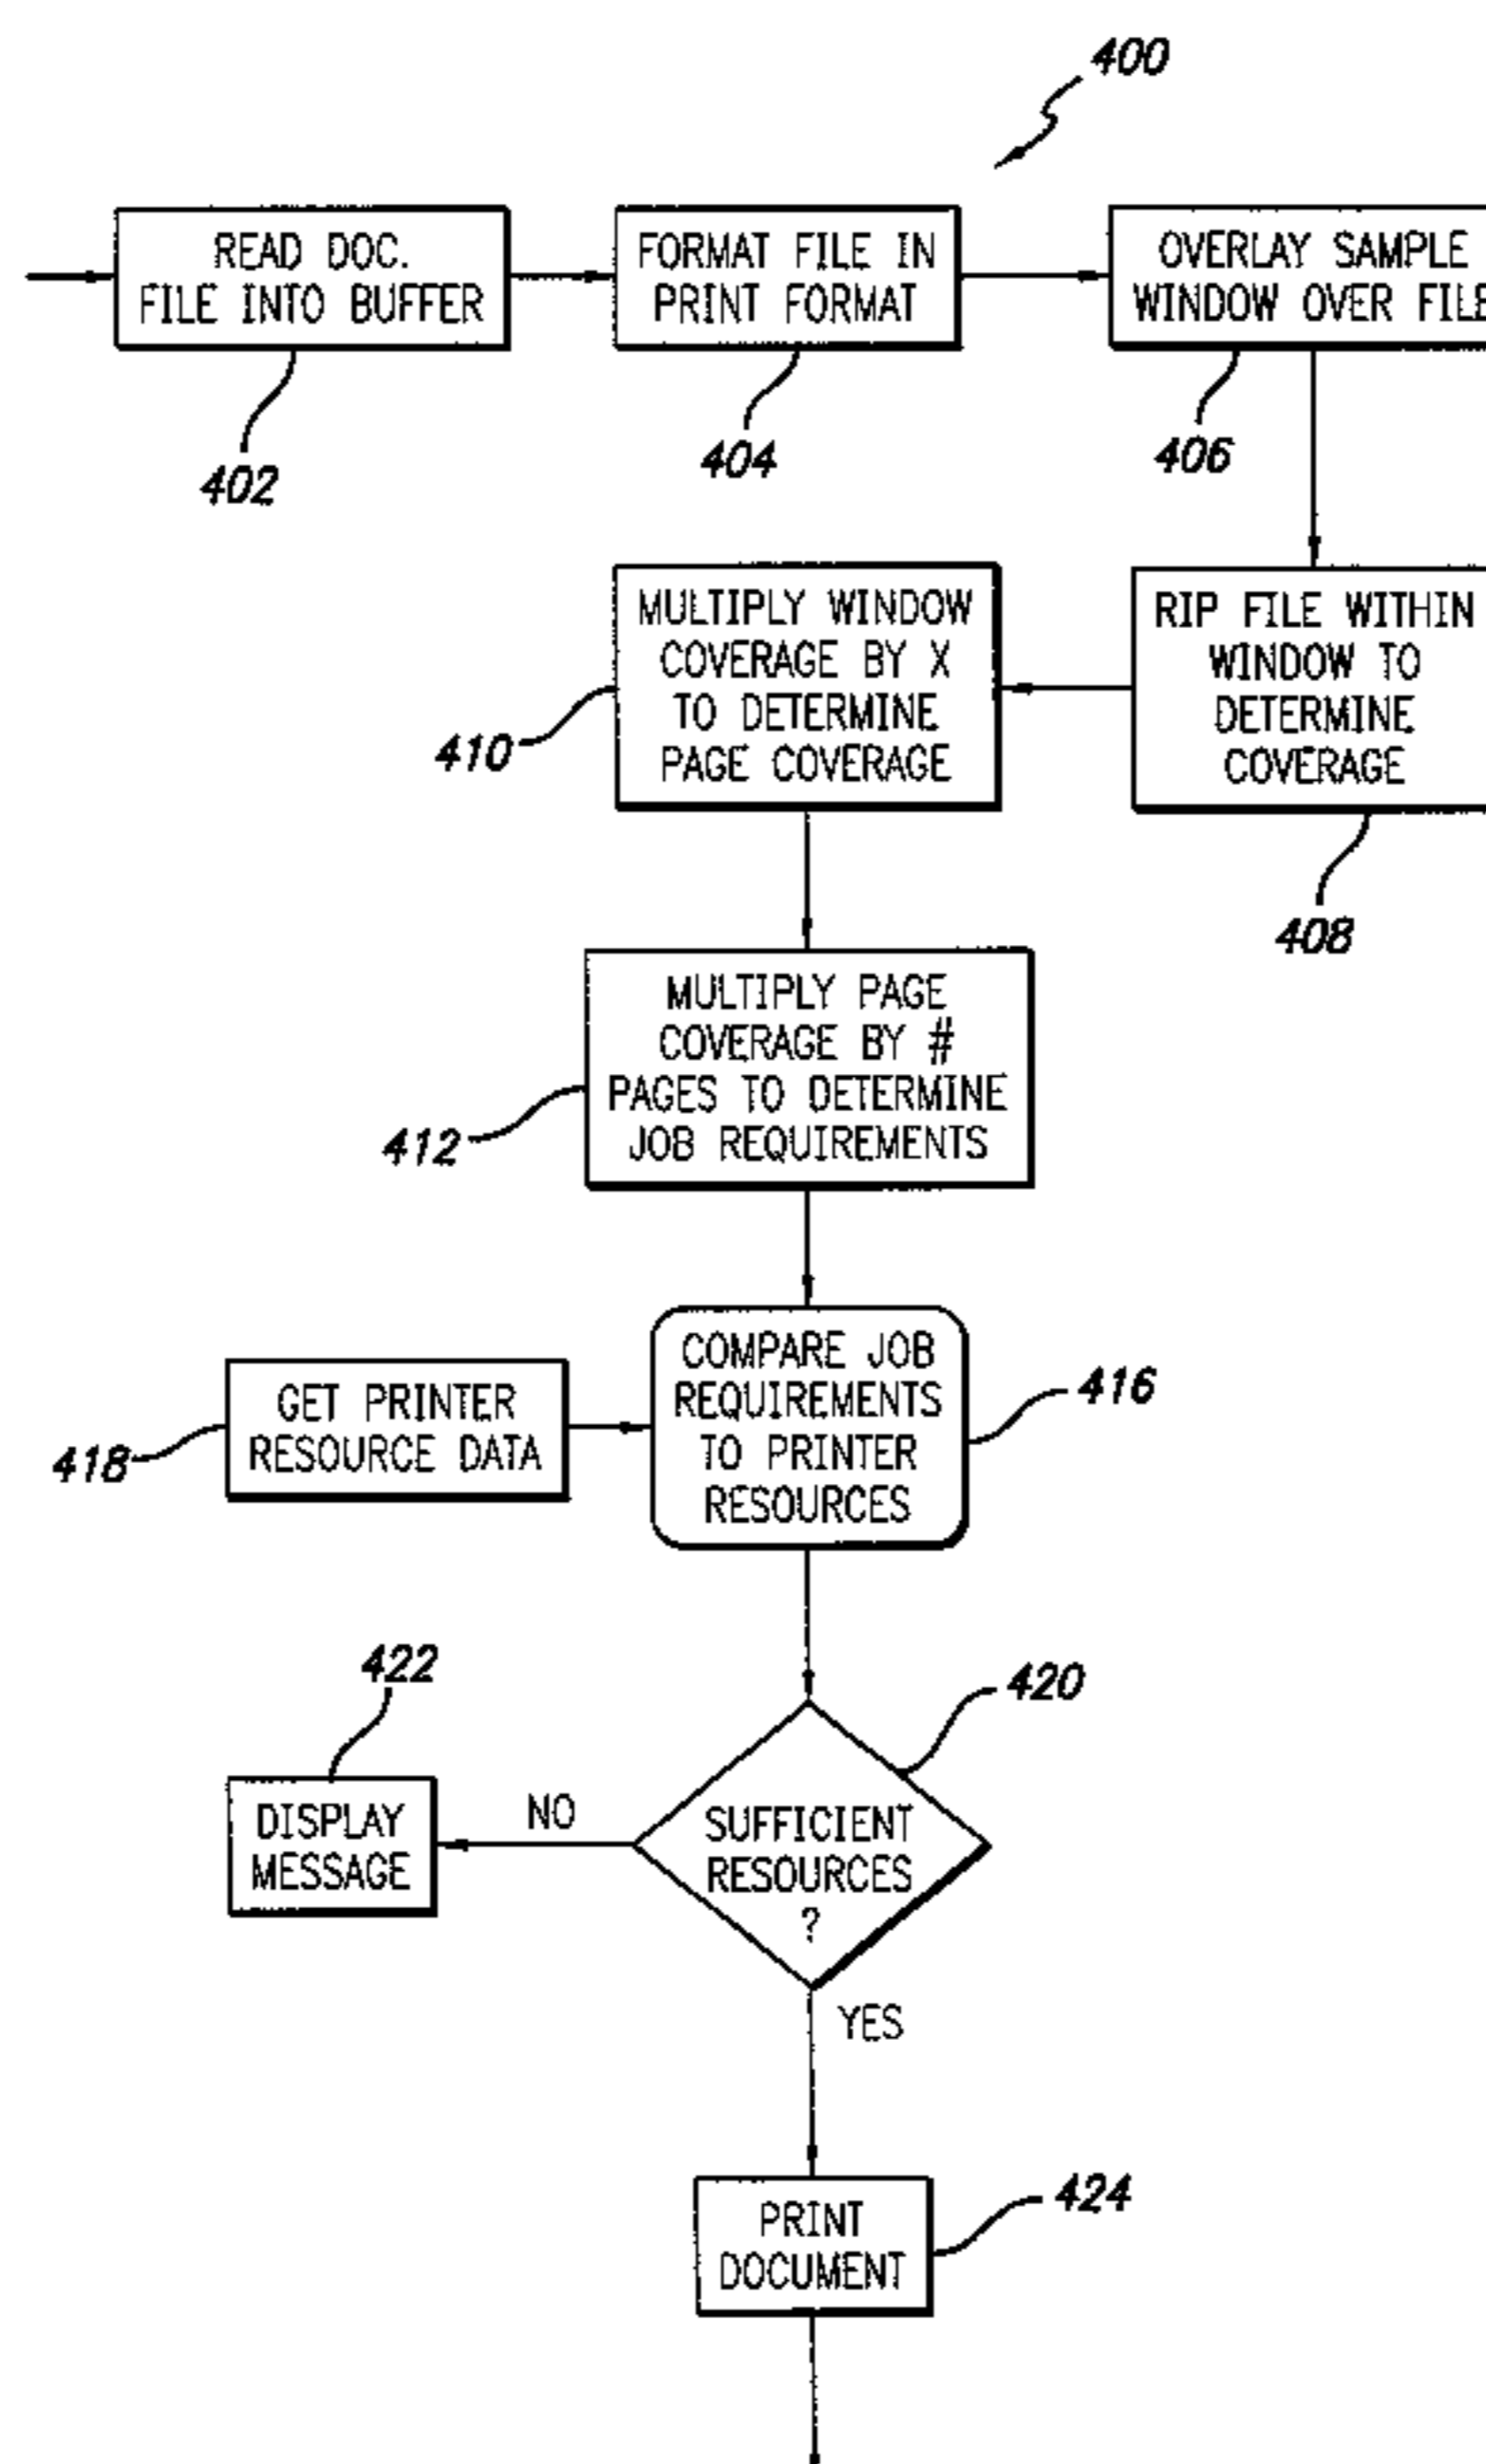 400
READ DOC.
FILE INTO BUFFER
402
FORMAT FILE IN
PRINT FORMAT
404
OVERLAY SAMPLE
WINDOW OVER FILE
406
RIP FILE WITHIN
WINDOW TO
DETERMINE
COVERAGE
408
MULTIPLY WINDOW
COVERAGE BY X
TO DETERMINE
PAGE COVERAGE
410
MULTIPLY PAGE
COVERAGE BY #
PAGES TO DETERMINE
JOB REQUIREMENTS
412
COMPARE JOB
REQUIREMENTS
TO PRINTER
RESOURCES
416
GET PRINTER
RESOURCE DATA
418
SUFFICIENT
RESOURCES
?
420
NO
DISPLAY
MESSAGE
422
YES
PRINT
DOCUMENT
424